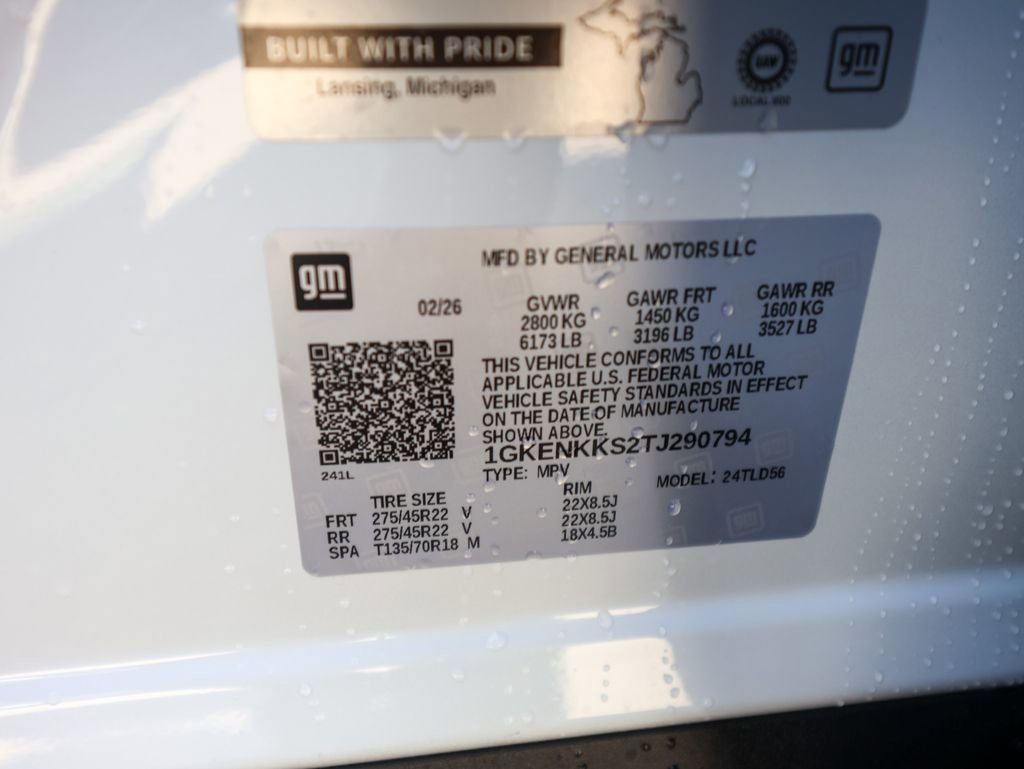 BUILT WITH PRIDE
Lansing, Michigan
UAW
LOCAL 602
gm
gm
MFD BY GENERAL MOTORS LLC
02/26
GVWR
2800 KG
6173 LB
GAWR FRT
1450 KG
3196 LB
GAWR RR
1600 KG
3527 LB
THIS VEHICLE CONFORMS TO ALL
APPLICABLE U.S. FEDERAL MOTOR
VEHICLE SAFETY STANDARDS IN EFFECT
ON THE DATE OF MANUFACTURE
SHOWN ABOVE.
1GKENKKS2TJ290794
TYPE: MPV
MODEL: 24TLD56
241L
TIRE SIZE
RIM
FRT 275/45R22 V 22X8.5J
RR 275/45R22 V 22X8.5J
SPA T135/70R18 M 18X4.5B